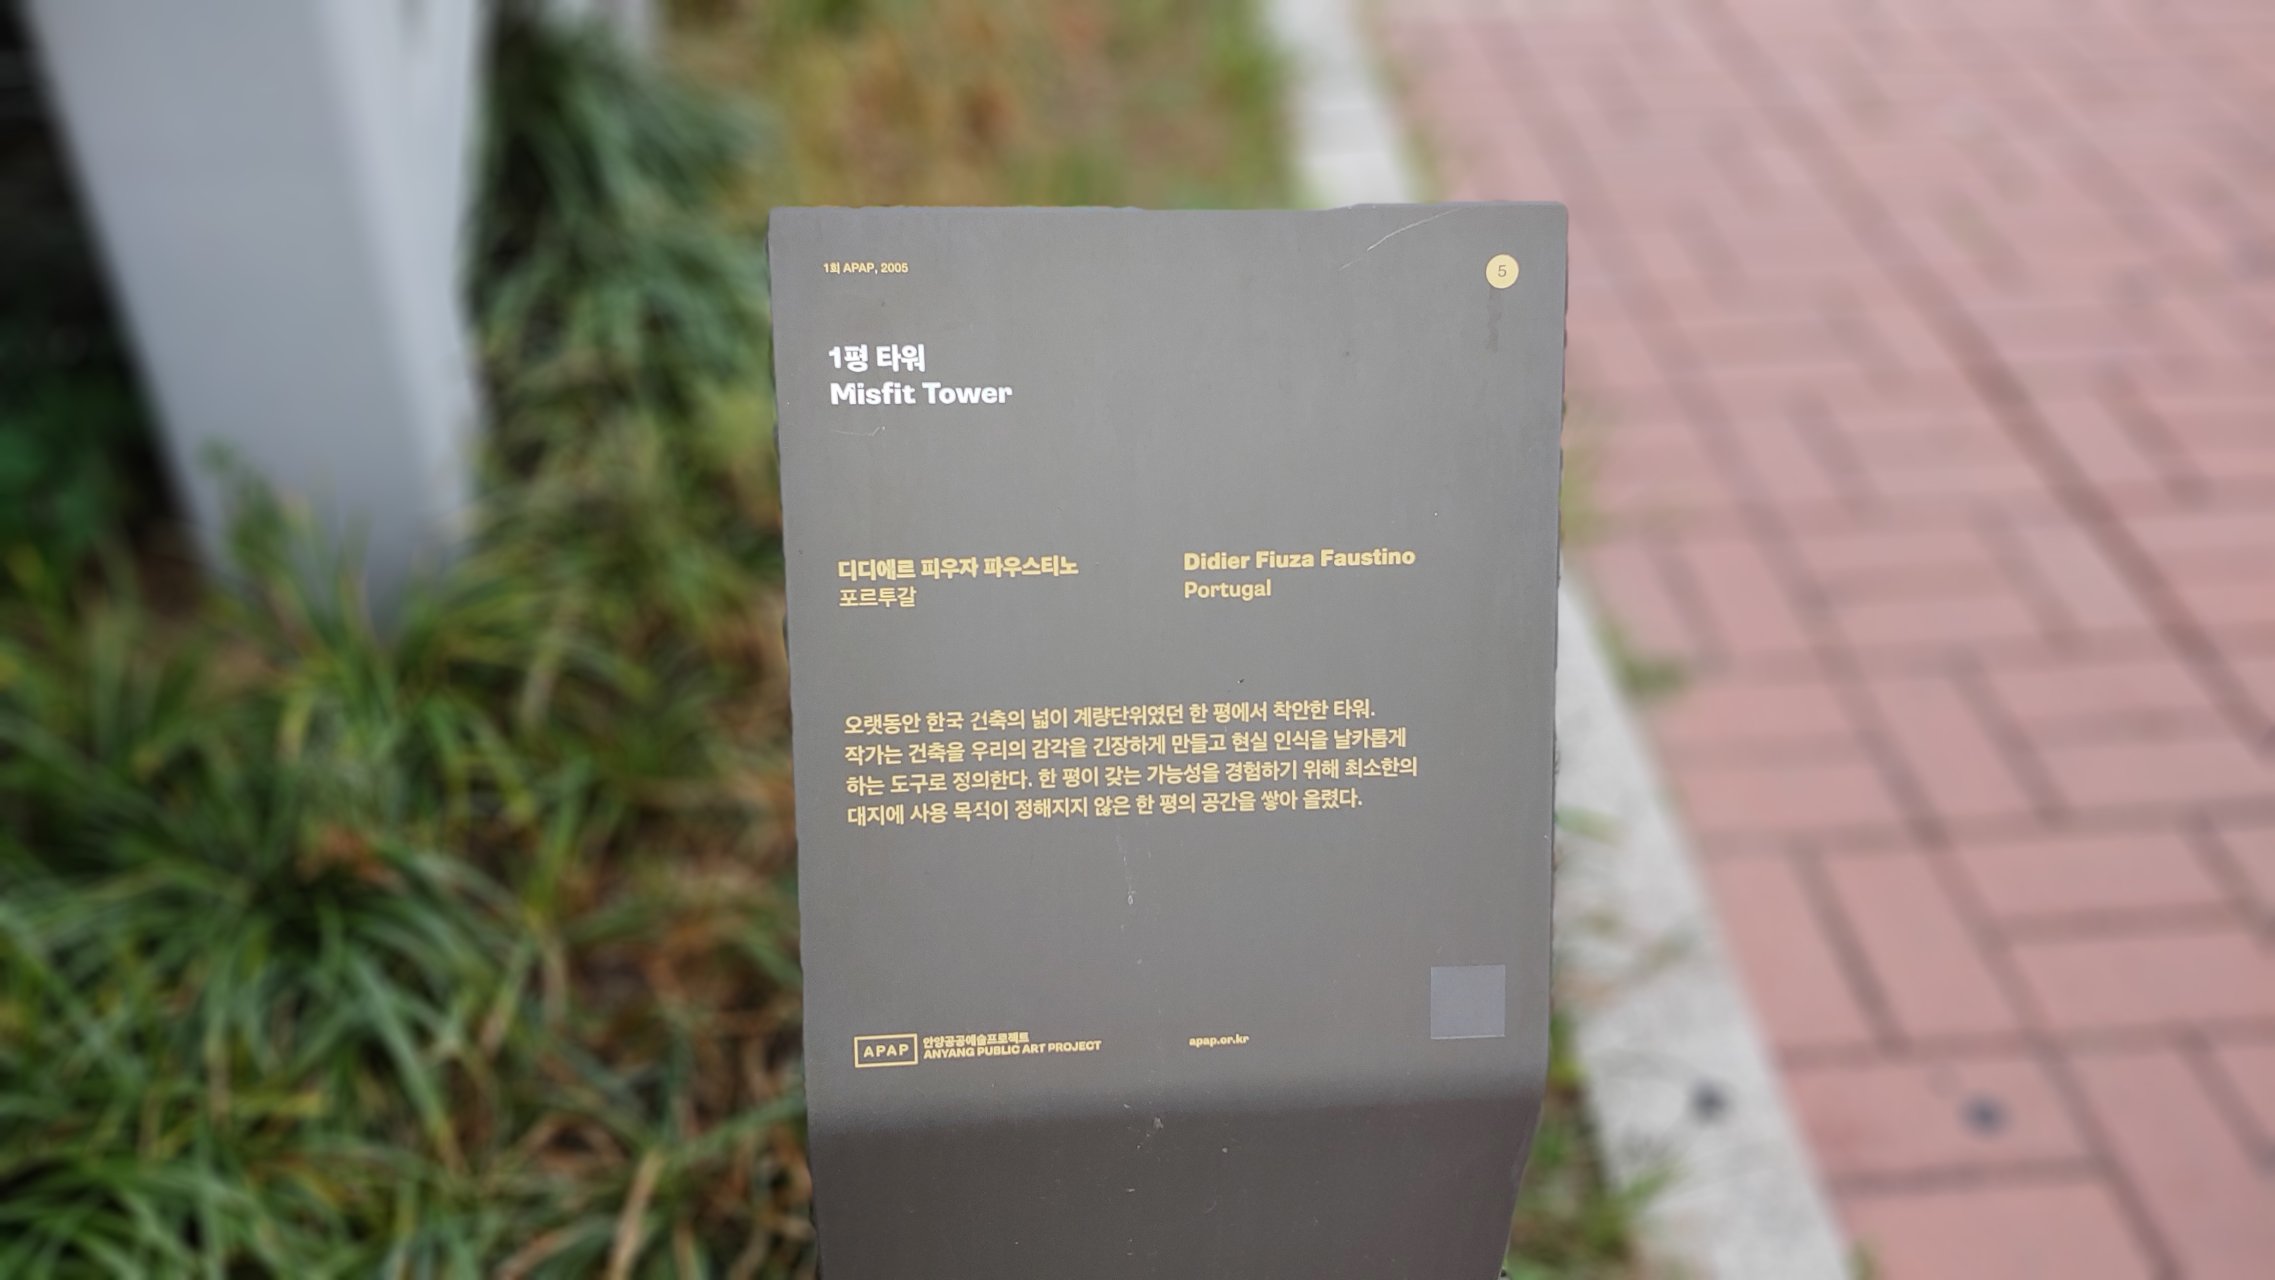 1회 APAP, 2005
5
1평 타워
Misfit Tower
디디에르 피우자 파우스티노
포르투갈
Didier Fiuza Faustino
Portugal
오랫동안 한국 건축의 넓이 계량단위였던 한 평에서 착안한 타워.
작가는 건축을 우리의 감각을 긴장하게 만들고 현실 인식을 날카롭게
하는 도구로 정의한다. 한 평이 갖는 가능성을 경험하기 위해 최소한의
대지에 사용 목적이 정해지지 않은 한 평의 공간을 쌓아 올렸다.
APAP
안양공공예술프로젝트
ANYANG PUBLIC ART PROJECT
apap.or.kr